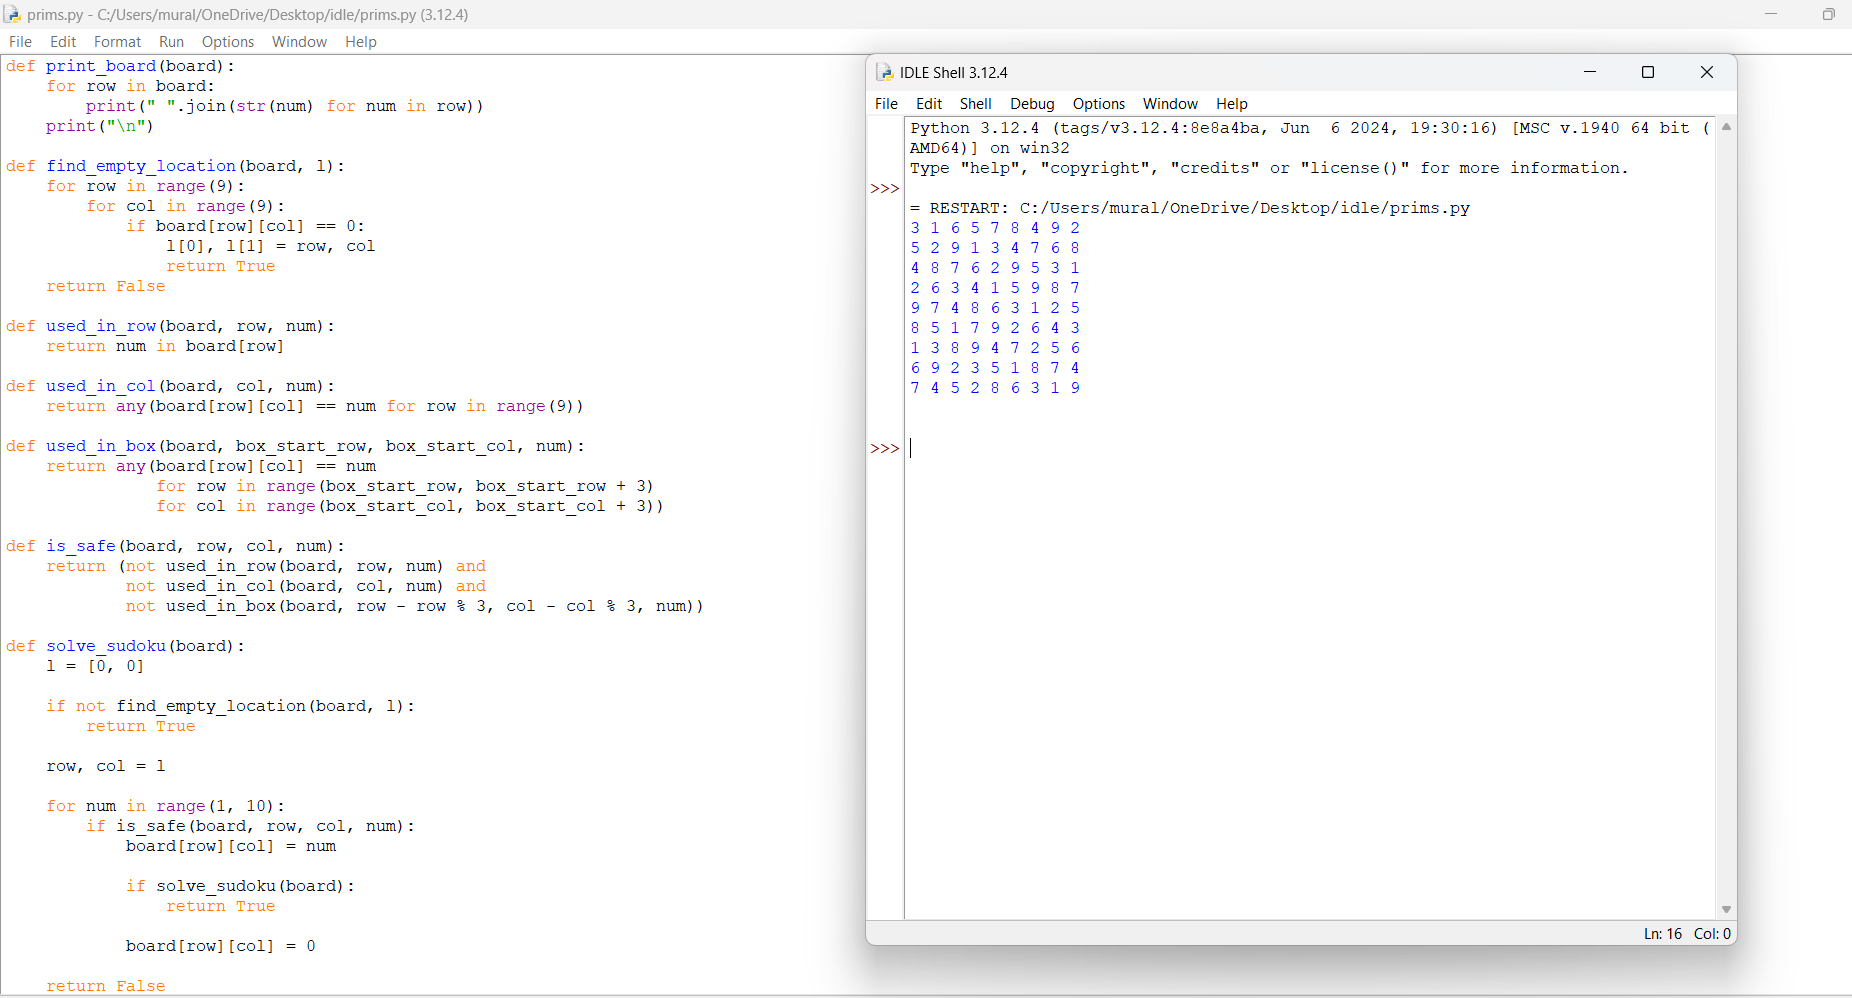 prims.py - C:/Users/mural/OneDrive/Desktop/idle/prims.py (3.12.4)
File Edit Format Run Options Window Help
def print_board(board):
    for row in board:
        print(" ".join(str(num) for num in row))
    print("\n")

def find_empty_location(board, l):
    for row in range(9):
        for col in range(9):
            if board[row][col] == 0:
                l[0], l[1] = row, col
                return True
    return False

def used_in_row(board, row, num):
    return num in board[row]

def used_in_col(board, col, num):
    return any(board[row][col] == num for row in range(9))

def used_in_box(board, box_start_row, box_start_col, num):
    return any(board[row][col] == num
               for row in range(box_start_row, box_start_row + 3)
               for col in range(box_start_col, box_start_col + 3))

def is_safe(board, row, col, num):
    return (not used_in_row(board, row, num) and
            not used_in_col(board, col, num) and
            not used_in_box(board, row - row % 3, col - col % 3, num))

def solve_sudoku(board):
    l = [0, 0]

    if not find_empty_location(board, l):
        return True

    row, col = l

    for num in range(1, 10):
        if is_safe(board, row, col, num):
            board[row][col] = num

            if solve_sudoku(board):
                return True

            board[row][col] = 0

    return False
IDLE Shell 3.12.4
File Edit Shell Debug Options Window Help
Python 3.12.4 (tags/v3.12.4:8e8a4ba, Jun  6 2024, 19:30:16) [MSC v.1940 64 bit (
AMD64)] on win32
Type "help", "copyright", "credits" or "license()" for more information.
>>>
= RESTART: C:/Users/mural/OneDrive/Desktop/idle/prims.py
3 1 6 5 7 8 4 9 2
5 2 9 1 3 4 7 6 8
4 8 7 6 2 9 5 3 1
2 6 3 4 1 5 9 8 7
9 7 4 8 6 3 1 2 5
8 5 1 7 9 2 6 4 3
1 3 8 9 4 7 2 5 6
6 9 2 3 5 1 8 7 4
7 4 5 2 8 6 3 1 9
>>>
Ln: 16 Col: 0